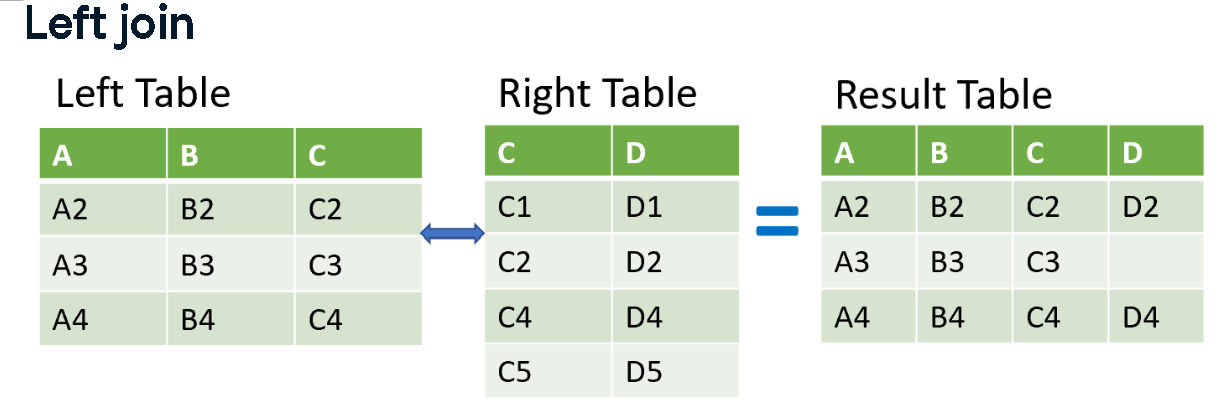 Left join
Left Table
A B C
A2 B2 C2
A3 B3 C3
A4 B4 C4
Right Table
C D
C1 D1
C2 D2
C4 D4
C5 D5
=
Result Table
A B C D
A2 B2 C2 D2
A3 B3 C3
A4 B4 C4 D4